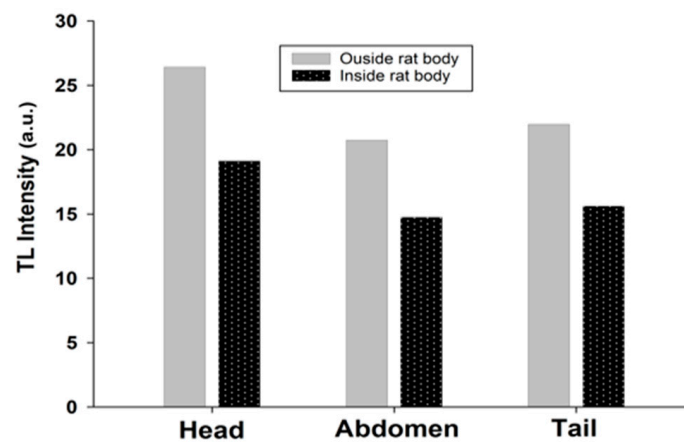 30
25
20
15
10
5
0
TL Intensity (a.u.)
Ouside rat body
Inside rat body
Head Abdomen Tail